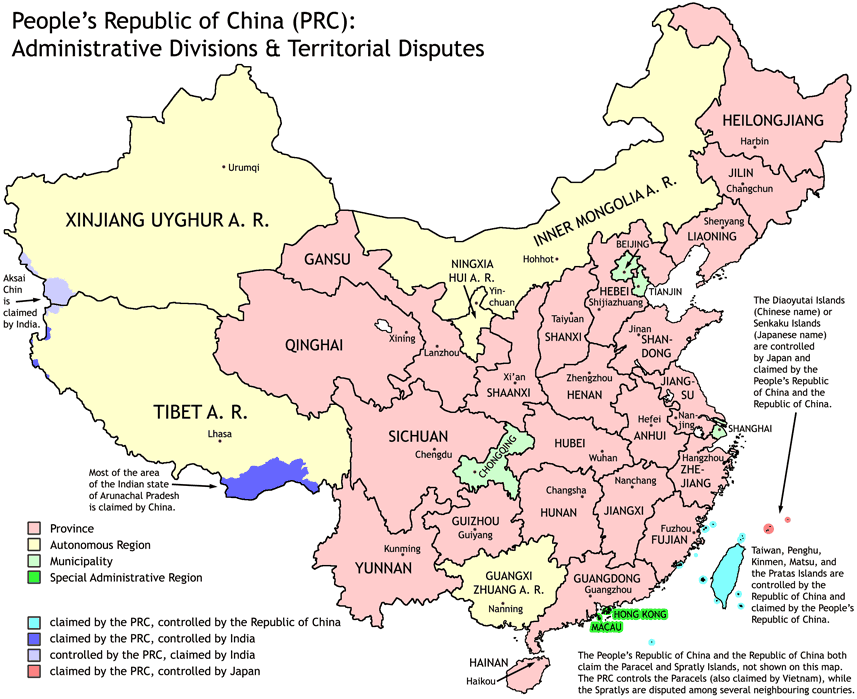 People's Republic of China (PRC):
Administrative Divisions & Territorial Disputes
HEILONGJIANG
Harbin
JILIN
Changchun
Urumqi
XINJIANG UYGHUR A. R.
INNER MONGOLIA A. R.
Hohhot
Shenyang
LIAONING
BEIJING
GANSU
NINGXIA
HUI A. R.
Yin-
chuan
HEBEI
Shijiazhuang
TIANJIN
Aksai
Chin
is
claimed
by India.
The Diaoyutai Islands
(Chinese name) or
Senkaku Islands
(Japanese name)
are controlled
by Japan and
claimed by the
People's Republic
of China and the
Republic of China.
Taiyuan
SHANXI
Jinan
SHAN-
DONG
QINGHAI
Xining
Lanzhou
Xi'an
SHAANXI
Zhengzhou
HENAN
JIANG-
SU
Nan-
jing
TIBET A. R.
Lhasa
SICHUAN
Chengdu
CHONGQING
HUBEI
Wuhan
Hefei
ANHUI
SHANGHAI
Hangzhou
ZHE-
JIANG
Most of the area
of the Indian state
of Arunachal Pradesh
is claimed by China.
Changsha
HUNAN
Nanchang
JIANGXI
GUIZHOU
Guiyang
Fuzhou
FUJIAN
Kunming
YUNNAN
GUANGXI
ZHUANG A. R.
Nanning
GUANGDONG
Guangzhou
HONG KONG
MACAU
HAINAN
Haikou
Taiwan, Penghu,
Kinmen, Matsu, and
the Pratas Islands are
controlled by the
Republic of China and
claimed by the People's
Republic of China.
Province
Autonomous Region
Municipality
Special Administrative Region
claimed by the PRC, controlled by the Republic of China
claimed by the PRC, controlled by India
controlled by the PRC, claimed by India
claimed by the PRC, controlled by Japan
The People's Republic of China and the Republic of China both
claim the Paracel and Spratly Islands, not shown on this map.
The PRC controls the Paracels (also claimed by Vietnam), while
the Spratlys are disputed among several neighbouring countries.